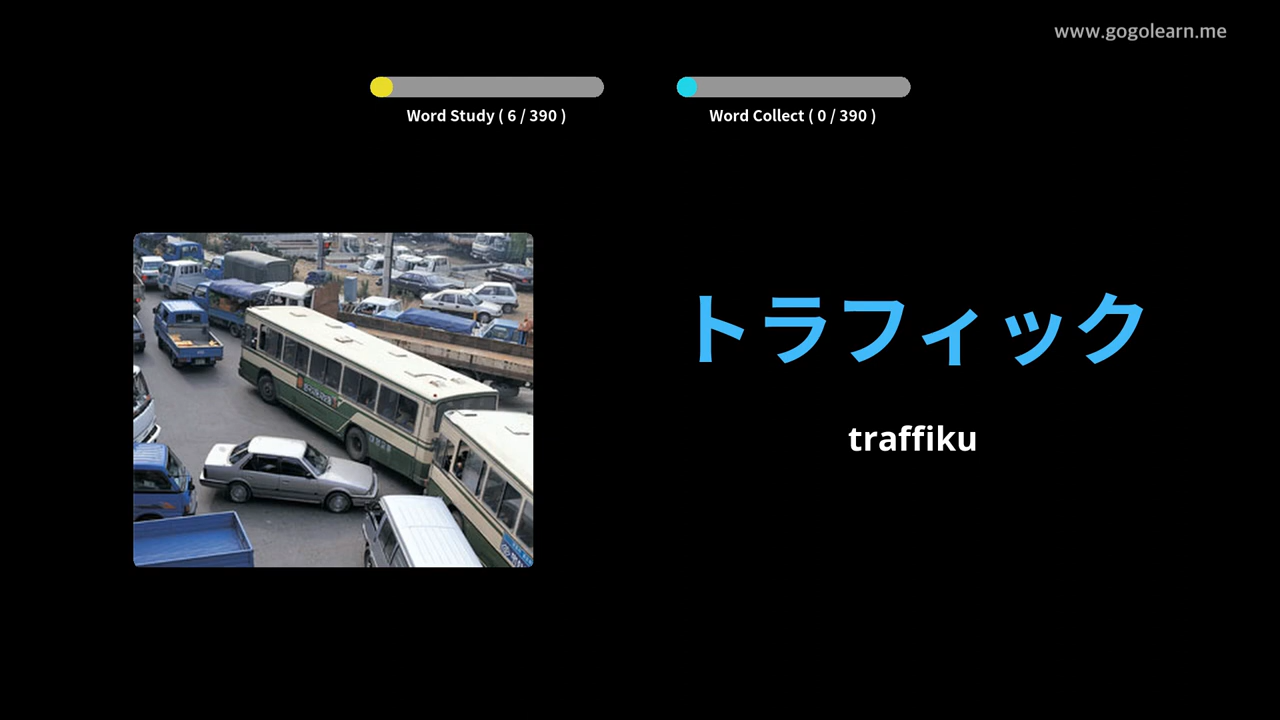 www.gogolearn.me
Word Study ( 6 / 390 )
Word Collect ( 0 / 390 )
トラフィック
traffiku